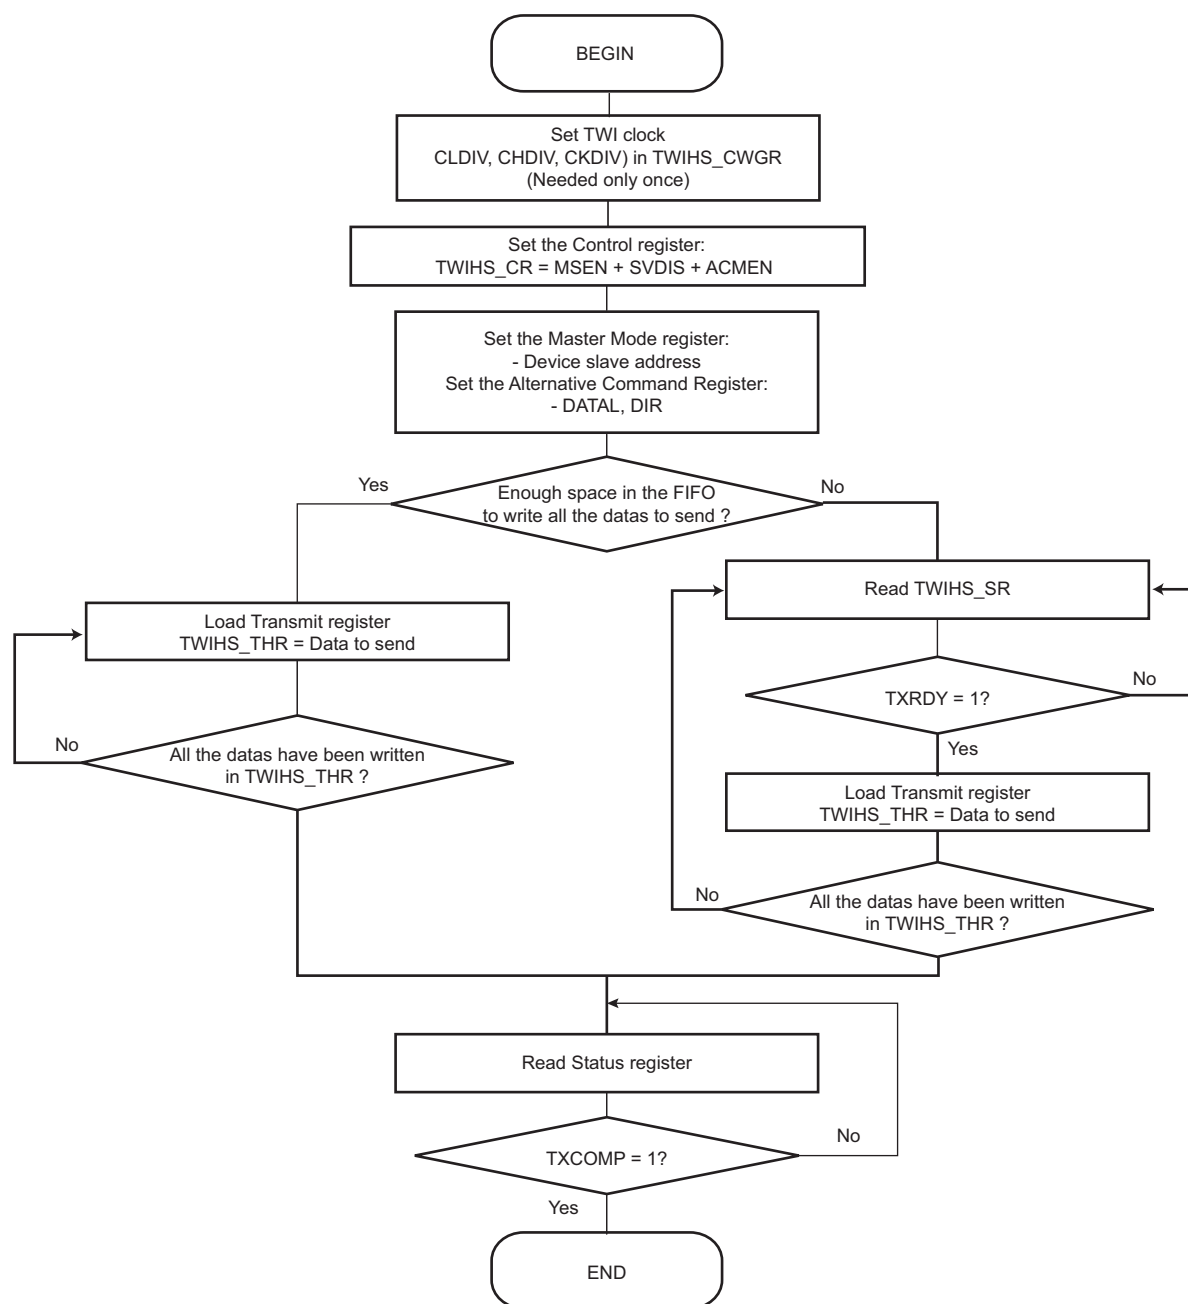 BEGIN
Set TWI clock
CLDIV, CHDIV, CKDIV) in TWIHS_CWGR
(Needed only once)
Set the Control register:
TWIHS_CR = MSEN + SVDIS + ACMEN
Set the Master Mode register:
- Device slave address
Set the Alternative Command Register:
- DATAL, DIR
Yes
Enough space in the FIFO
to write all the datas to send ?
No
Read TWIHS_SR
Load Transmit register
TWIHS_THR = Data to send
TXRDY = 1?
No
No
All the datas have been written
in TWIHS_THR ?
Yes
Load Transmit register
TWIHS_THR = Data to send
No
All the datas have been written
in TWIHS_THR ?
Read Status register
TXCOMP = 1?
No
Yes
END